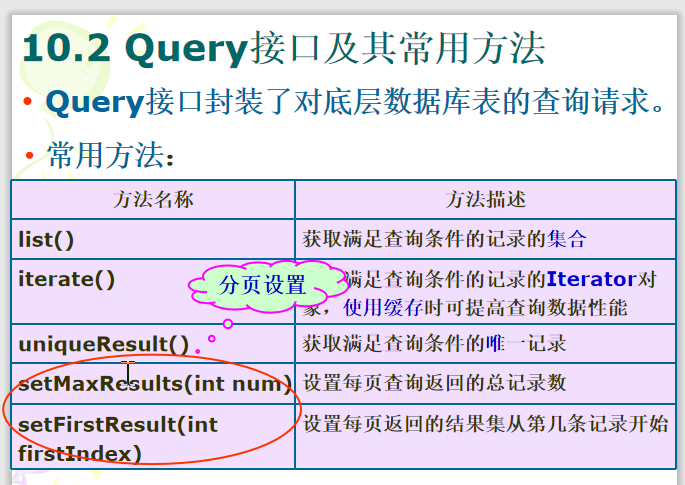 10.2 Query接口及其常用方法
• Query接口封装了对底层数据库表的查询请求。
• 常用方法：
方法名称 方法描述
list() 获取满足查询条件的记录的集合
iterate() 满足查询条件的记录的Iterator对
象，使用缓存时可提高查询数据性能
分页设置
uniqueResult() 获取满足查询条件的唯一记录
setMaxResults(int num) 设置每页查询返回的总记录数
setFirstResult(int 设置每页返回的结果集从第几条记录开始
firstIndex)